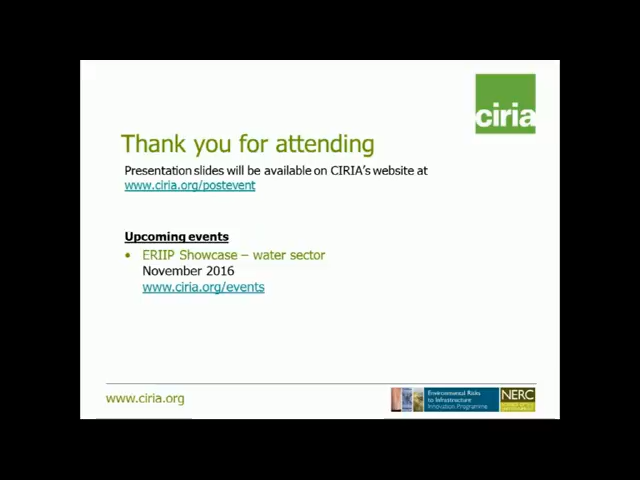 ciria
Thank you for attending
Presentation slides will be available on CIRIA's website at
www.ciria.org/postevent
Upcoming events
• ERIIP Showcase – water sector
November 2016
www.ciria.org/events
www.ciria.org
Environmental Risks
to Infrastructure
Innovation Programme
NERC